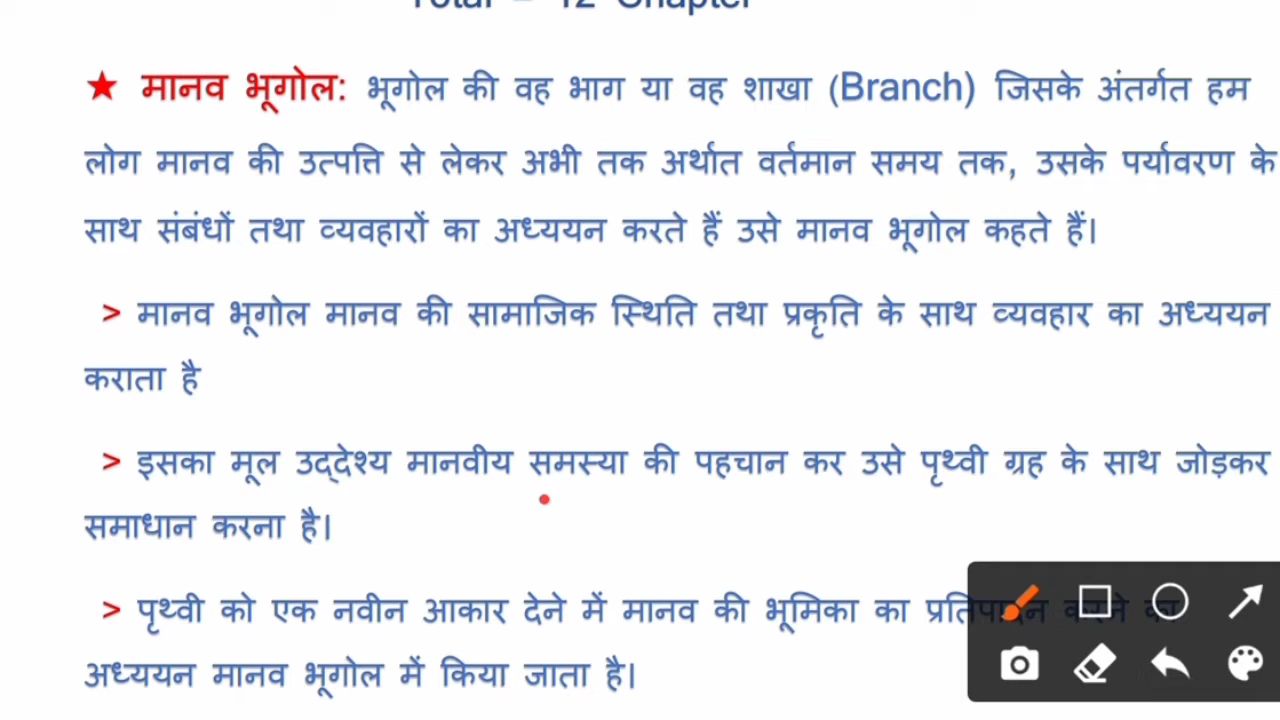 Total = 12 Chapter
★ मानव भूगोल: भूगोल की वह भाग या वह शाखा (Branch) जिसके अंतर्गत हम
लोग मानव की उत्पत्ति से लेकर अभी तक अर्थात वर्तमान समय तक, उसके पर्यावरण के
साथ संबंधों तथा व्यवहारों का अध्ययन करते हैं उसे मानव भूगोल कहते हैं।
> मानव भूगोल मानव की सामाजिक स्थिति तथा प्रकृति के साथ व्यवहार का अध्ययन
कराता है
> इसका मूल उद्देश्य मानवीय समस्या की पहचान कर उसे पृथ्वी ग्रह के साथ जोड़कर
समाधान करना है।
> पृथ्वी को एक नवीन आकार देने में मानव की भूमिका का प्रतिपादन करने का
अध्ययन मानव भूगोल में किया जाता है।